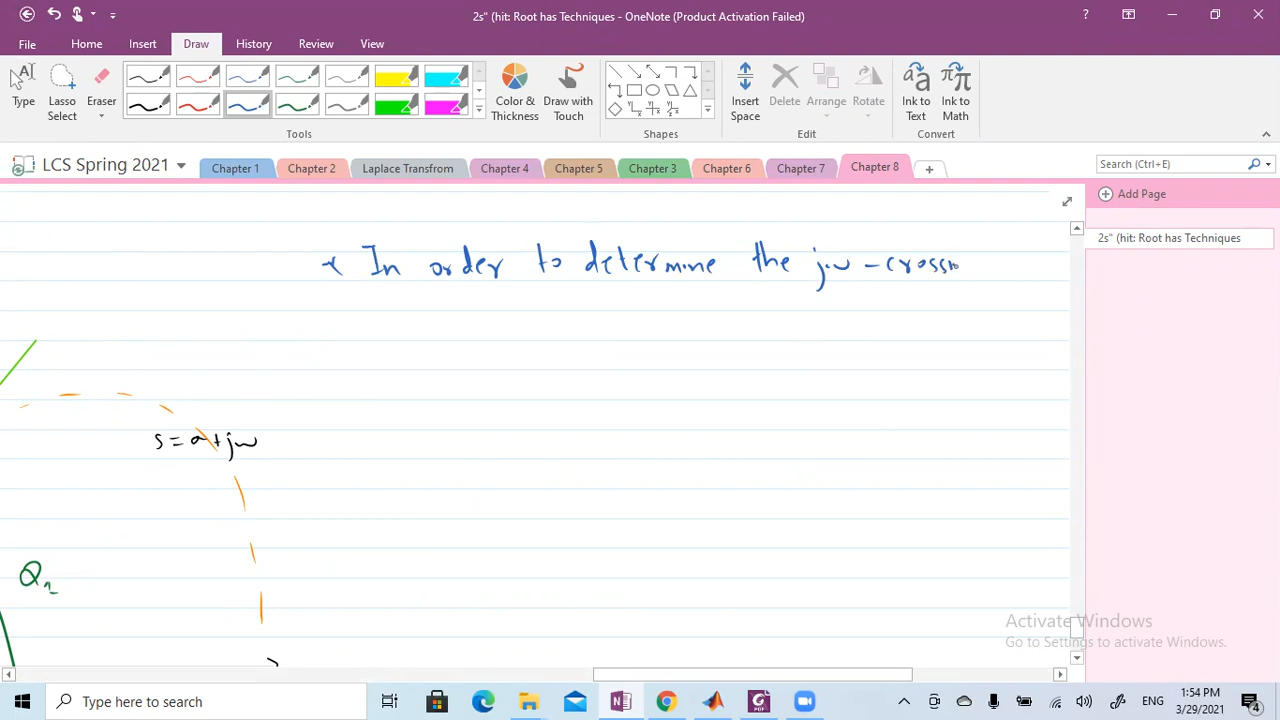 2s" (hit: Root has Techniques - OneNote (Product Activation Failed)
File Home Insert Draw History Review View
Type Lasso Select Eraser Color & Thickness Draw with Touch Insert Space Delete Arrange Rotate Ink to Text Ink to Math
Tools Shapes Edit Convert
LCS Spring 2021 Chapter 1 Chapter 2 Laplace Transfrom Chapter 4 Chapter 5 Chapter 3 Chapter 6 Chapter 7 Chapter 8 Search (Ctrl+E)
Add Page
2s" (hit: Root has Techniques
* In order to determine the jω -cross
s = σ + jω
Activate Windows
Go to Settings to activate Windows.
Type here to search
ENG
1:54 PM
3/29/2021
4